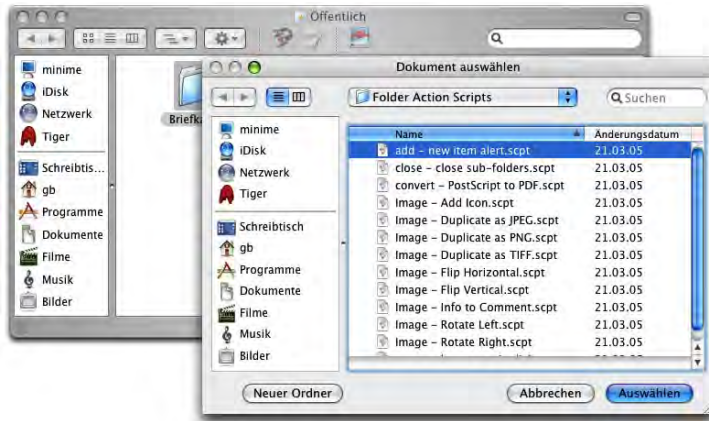 Öffentlich
minime
iDisk
Netzwerk
Tiger
Schreibtis...
gb
Programme
Dokumente
Filme
Musik
Bilder
Dokument auswählen
Folder Action Scripts
Suchen
minime
iDisk
Netzwerk
Tiger
Schreibtisch
gb
Programme
Dokumente
Filme
Musik
Bilder
Name Änderungsdatum
add – new item alert.scpt 21.03.05
close – close sub-folders.scpt 21.03.05
convert – PostScript to PDF.scpt 21.03.05
Image – Add Icon.scpt 21.03.05
Image – Duplicate as JPEG.scpt 21.03.05
Image – Duplicate as PNG.scpt 21.03.05
Image – Duplicate as TIFF.scpt 21.03.05
Image – Flip Horizontal.scpt 21.03.05
Image – Flip Vertical.scpt 21.03.05
Image – Info to Comment.scpt 21.03.05
Image – Rotate Left.scpt 21.03.05
Image – Rotate Right.scpt 21.03.05
Neuer Ordner Abbrechen Auswählen